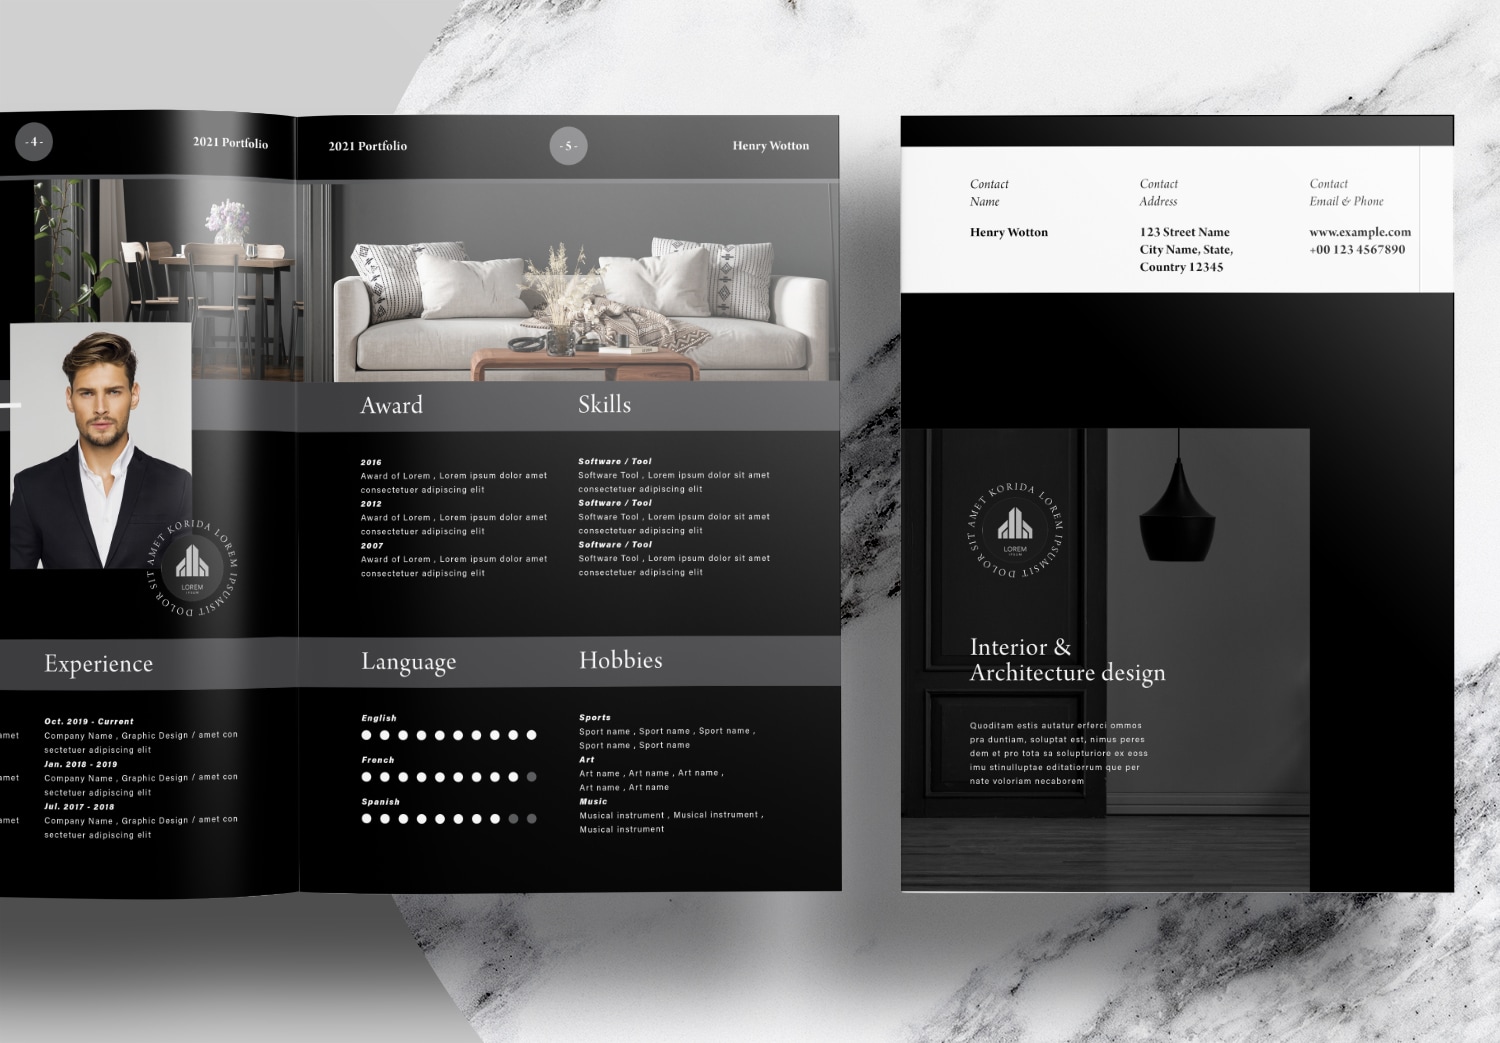 - 4 -
2021 Portfolio
AMET KORIDA LOREM IPSUMSIT DOLOR SIT
LOREM
IPSUM
Experience
amet
amet
amet
Oct. 2019 - Current
Company Name , Graphic Design / amet con
sectetuer adipiscing elit
Jan. 2018 - 2019
Company Name , Graphic Design / amet con
sectetuer adipiscing elit
Jul. 2017 - 2018
Company Name , Graphic Design / amet con
sectetuer adipiscing elit
2021 Portfolio
- 5 -
Henry Wotton
Award
2016
Award of Lorem , Lorem ipsum dolor amet
consectetuer adipiscing elit
2012
Award of Lorem , Lorem ipsum dolor amet
consectetuer adipiscing elit
2007
Award of Lorem , Lorem ipsum dolor amet
consectetuer adipiscing elit
Skills
Software / Tool
Software Tool , Lorem ipsum dolor sit amet
consectetuer adipiscing elit
Software / Tool
Software Tool , Lorem ipsum dolor sit amet
consectetuer adipiscing elit
Software / Tool
Software Tool , Lorem ipsum dolor sit amet
consectetuer adipiscing elit
Language
English
French
Spanish
Hobbies
Sports
Sport name , Sport name , Sport name ,
Sport name , Sport name
Art
Art name , Art name , Art name ,
Art name , Art name
Music
Musical instrument , Musical instrument ,
Musical instrument
Contact
Name
Henry Wotton
Contact
Address
123 Street Name
City Name, State,
Country 12345
Contact
Email & Phone
www.example.com
+00 123 4567890
AMET KORIDA LOREM IPSUMSIT DOLOR SIT
LOREM
IPSUM
Interior &
Architecture design
Quoditam estis autatur erferci ommos
pra duntiam, soluptat est, nimus peres
dem et pro tota sa solupturiore ex eoss
imu stinulluptae oditatiorrum que per
nate voloriam necaborem